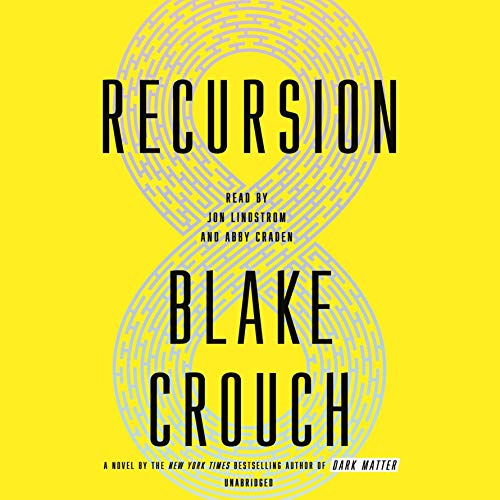 RECURSION
READ BY
JON LINDSTROM
AND ABBY CRADEN
BLAKE
CROUCH
A NOVEL BY THE NEW YORK TIMES BESTSELLING AUTHOR OF DARK MATTER
UNABRIDGED